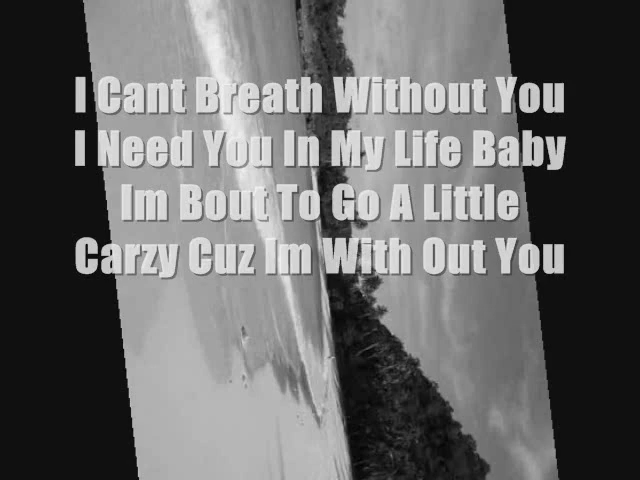 I Cant Breath Without You
I Need You In My Life Baby
Im Bout To Go A Little
Carzy Cuz Im With Out You